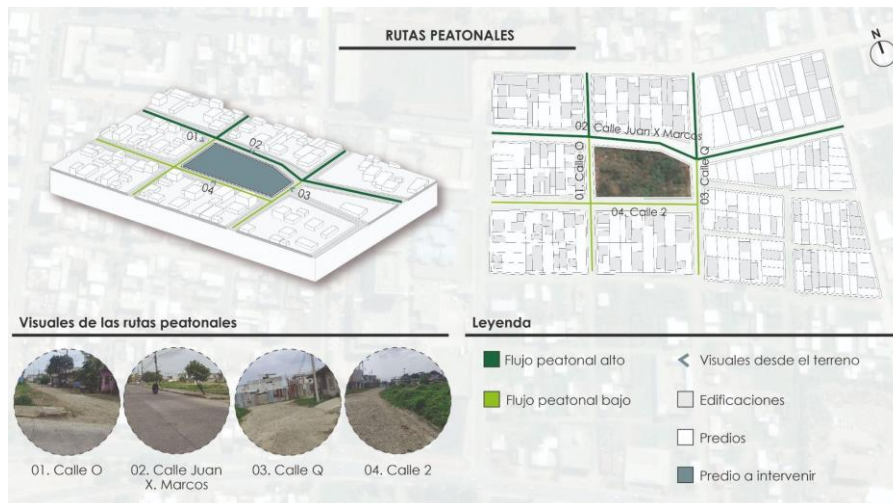 RUTAS PEATONALES
N
01
02
03
04
02. Calle Juan X Marcos
01. Calle O
03. Calle Q
04. Calle 2
Visuales de las rutas peatonales
01. Calle O
02. Calle Juan
X. Marcos
03. Calle Q
04. Calle 2
Leyenda
Flujo peatonal alto
Flujo peatonal bajo
Visuales desde el terreno
Edificaciones
Predios
Predio a intervenir